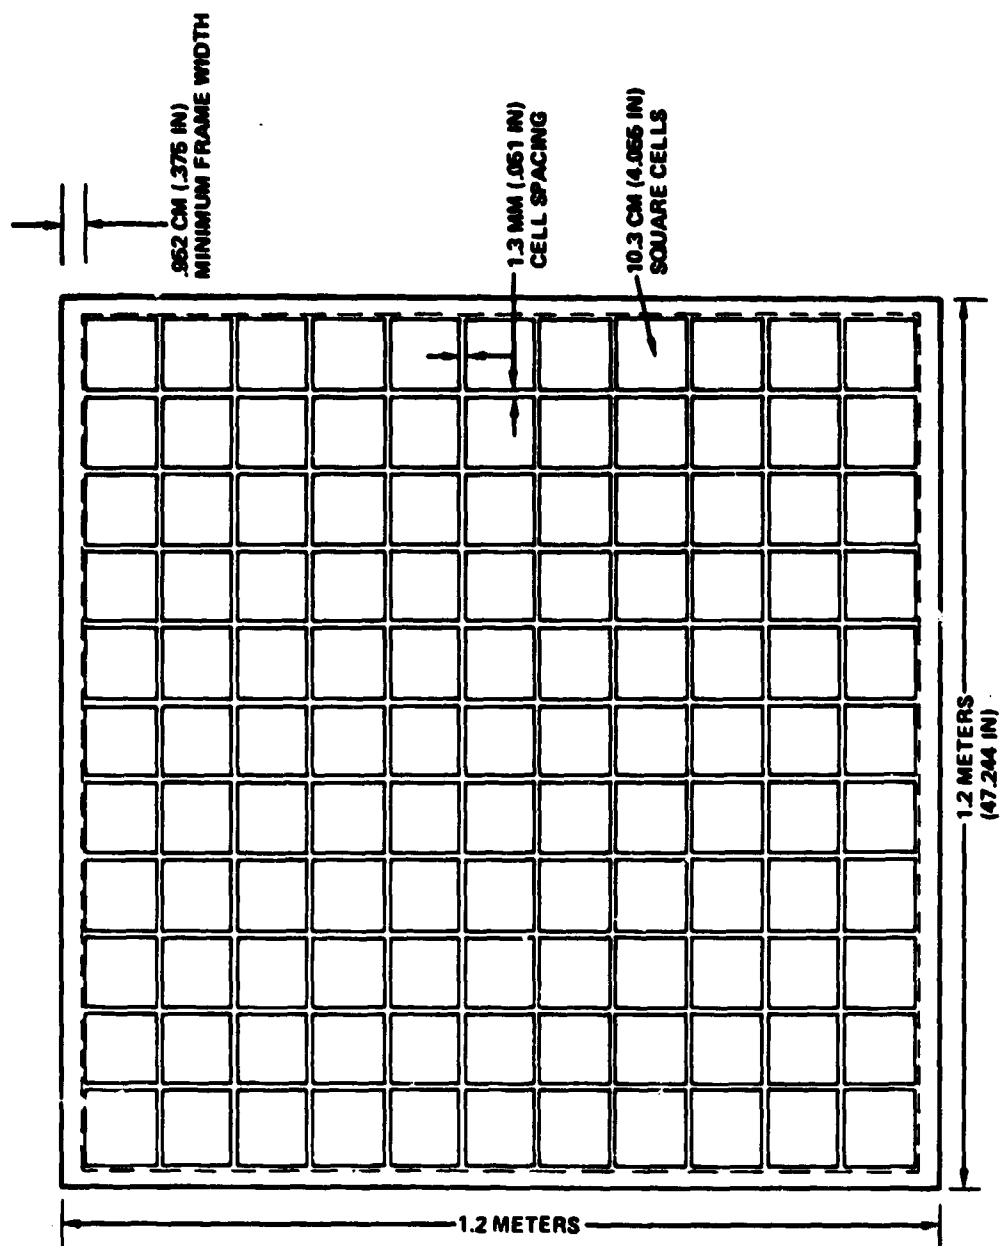 .952 CM (.375 IN)
MINIMUM FRAME WIDTH
1.3 MM (.051 IN)
CELL SPACING
10.3 CM (4.055 IN)
SQUARE CELLS
1.2 METERS
(47.244 IN)
1.2 METERS